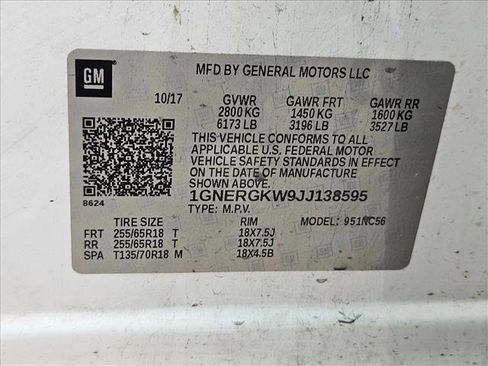 GM
MFD BY GENERAL MOTORS LLC
10/17 GVWR GAWR FRT GAWR RR
2800 KG 1450 KG 1600 KG
6173 LB 3196 LB 3527 LB
THIS VEHICLE CONFORMS TO ALL
APPLICABLE U.S. FEDERAL MOTOR
VEHICLE SAFETY STANDARDS IN EFFECT
ON THE DATE OF MANUFACTURE
SHOWN ABOVE.
1GNERGKW9JJ138595
8624
TYPE: M.P.V. MODEL: 951NC56
TIRE SIZE RIM
FRT 255/65R18 T 18X7.5J
RR 255/65R18 T 18X7.5J
SPA T135/70R18 M 18X4.5B